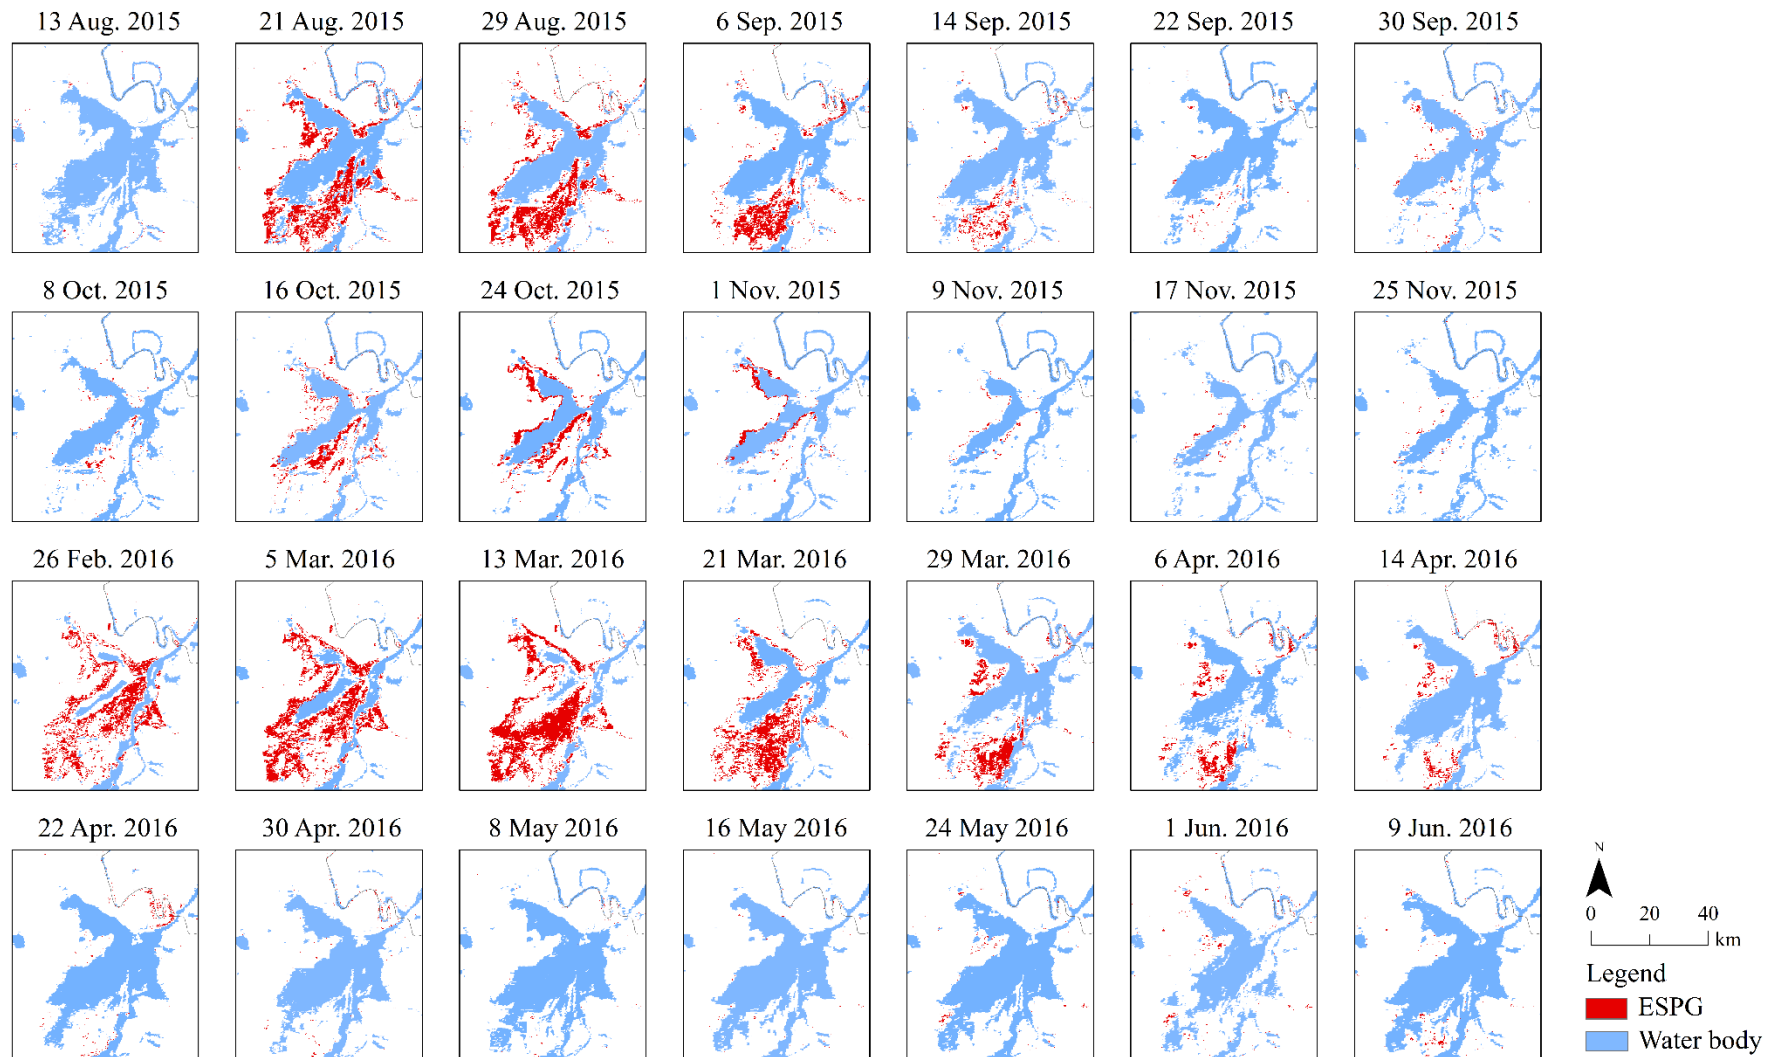 13 Aug. 2015
21 Aug. 2015
29 Aug. 2015
6 Sep. 2015
14 Sep. 2015
22 Sep. 2015
30 Sep. 2015
8 Oct. 2015
16 Oct. 2015
24 Oct. 2015
1 Nov. 2015
9 Nov. 2015
17 Nov. 2015
25 Nov. 2015
26 Feb. 2016
5 Mar. 2016
13 Mar. 2016
21 Mar. 2016
29 Mar. 2016
6 Apr. 2016
14 Apr. 2016
22 Apr. 2016
30 Apr. 2016
8 May 2016
16 May 2016
24 May 2016
1 Jun. 2016
9 Jun. 2016
N
0 20 40
km
Legend
ESPG
Water body